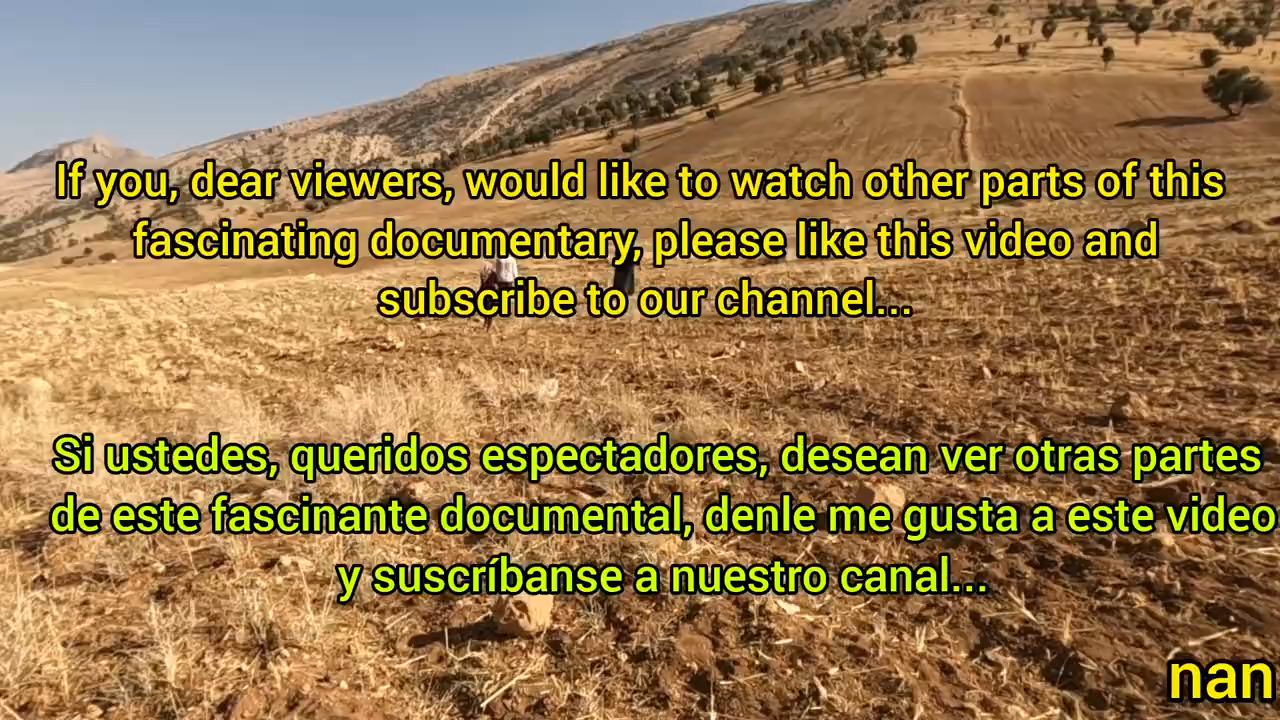 If you, dear viewers, would like to watch other parts of this
fascinating documentary, please like this video and
subscribe to our channel...
Si ustedes, queridos espectadores, desean ver otras partes
de este fascinante documental, denle me gusta a este video
y suscríbanse a nuestro canal...
nan